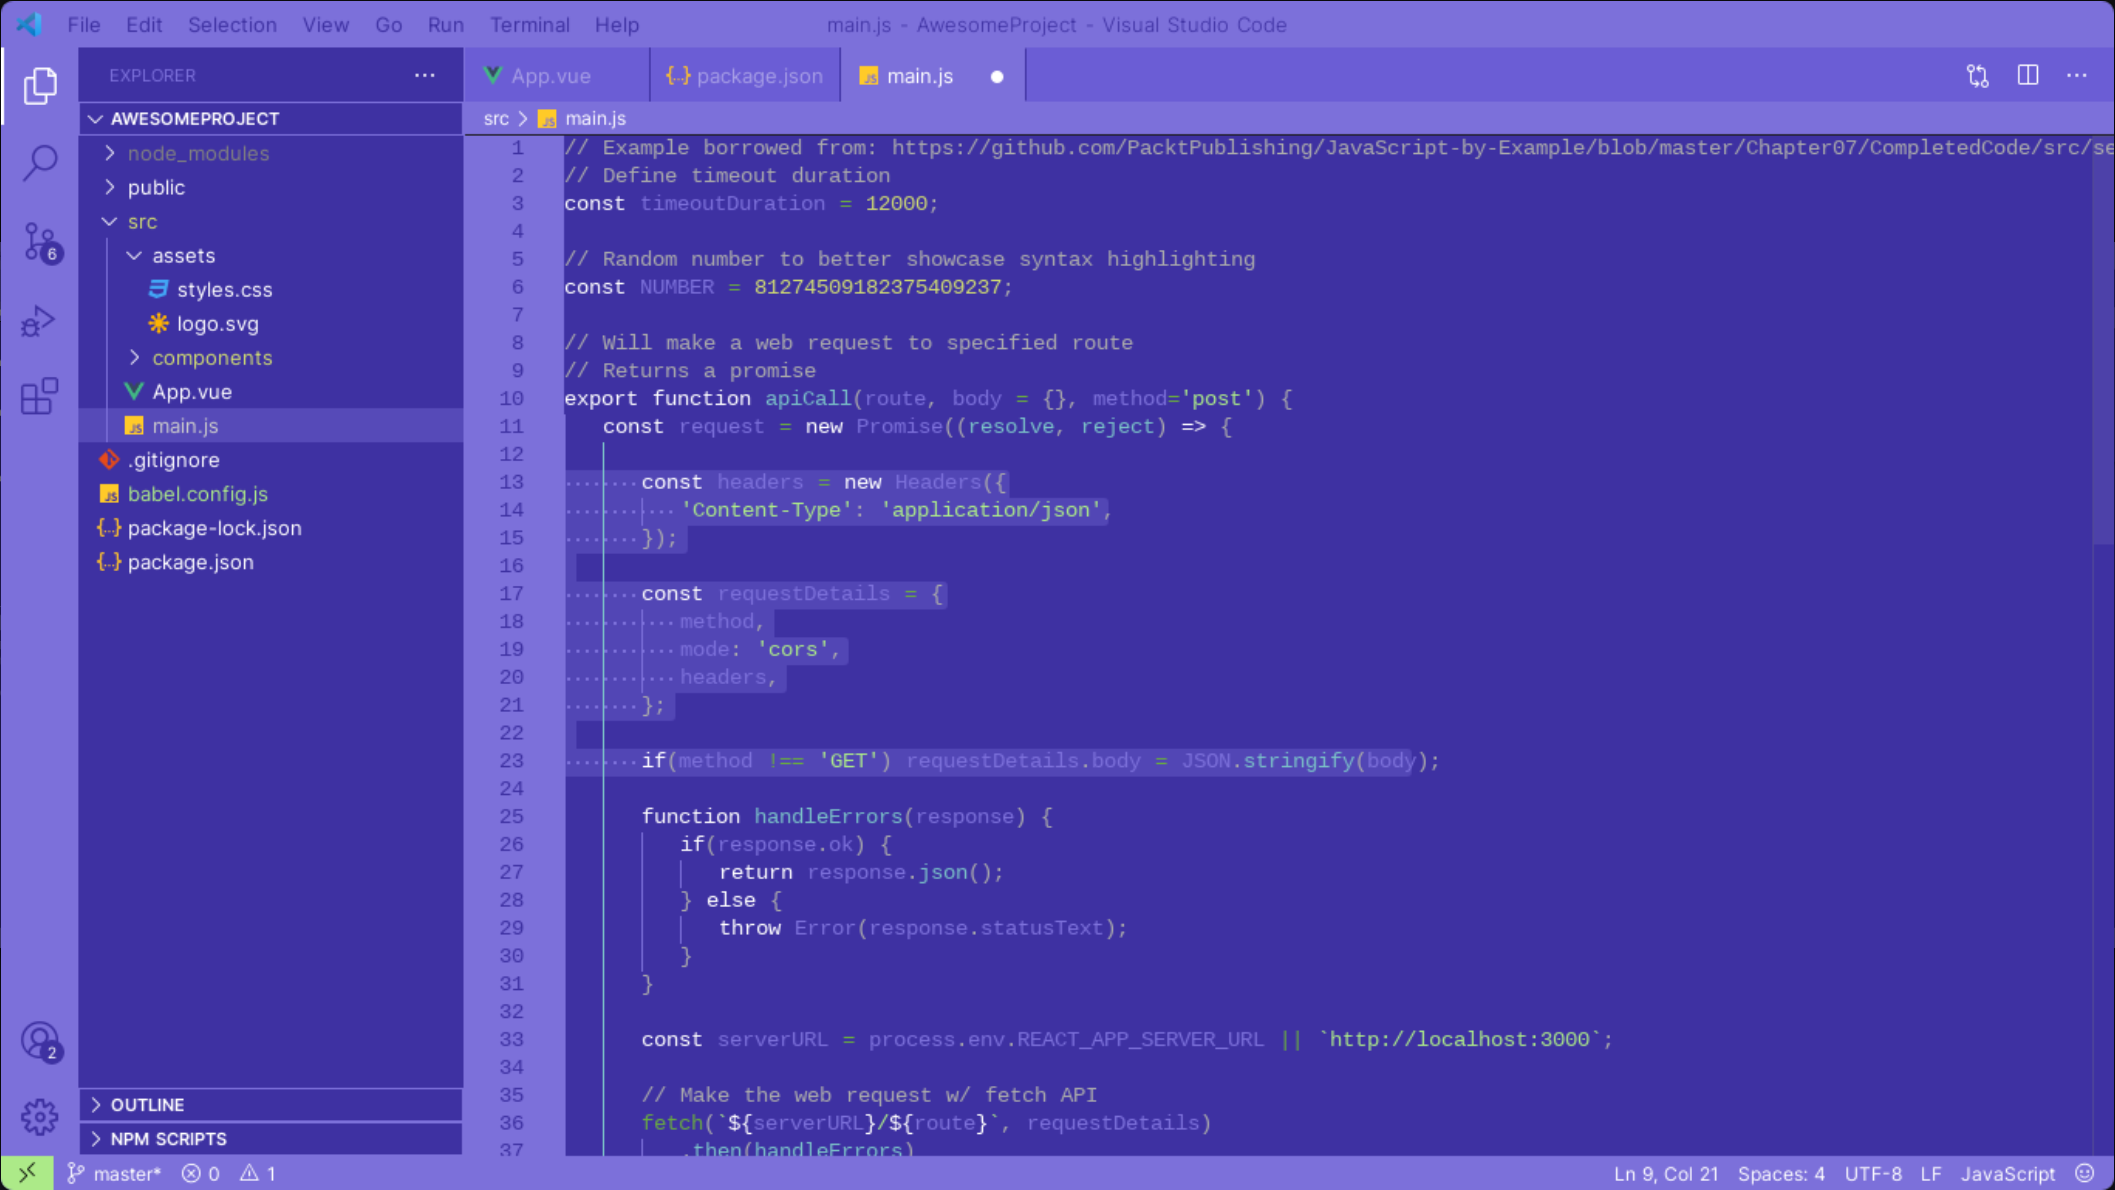 File Edit Selection View Go Run Terminal Help
main.js - AwesomeProject - Visual Studio Code
EXPLORER
App.vue
{..} package.json
JS main.js
AWESOMEPROJECT
node_modules
public
src
assets
styles.css
logo.svg
components
App.vue
JS main.js
.gitignore
JS babel.config.js
{..} package-lock.json
{..} package.json
OUTLINE
NPM SCRIPTS
6
2
src > JS main.js
1 // Example borrowed from: https://github.com/PacktPublishing/JavaScript-by-Example/blob/master/Chapter07/CompletedCode/src/se
2 // Define timeout duration
3 const timeoutDuration = 12000;
4
5 // Random number to better showcase syntax highlighting
6 const NUMBER = 81274509182375409237;
7
8 // Will make a web request to specified route
9 // Returns a promise
10 export function apiCall(route, body = {}, method='post') {
11 const request = new Promise((resolve, reject) => {
12
13 const headers = new Headers({
14 'Content-Type': 'application/json',
15 });
16
17 const requestDetails = {
18 method,
19 mode: 'cors',
20 headers,
21 };
22
23 if(method !== 'GET') requestDetails.body = JSON.stringify(body);
24
25 function handleErrors(response) {
26 if(response.ok) {
27 return response.json();
28 } else {
29 throw Error(response.statusText);
30 }
31 }
32
33 const serverURL = process.env.REACT_APP_SERVER_URL || `http://localhost:3000`;
34
35 // Make the web request w/ fetch API
36 fetch(`${serverURL}/${route}`, requestDetails)
37 .then(handleErrors)
master* 0 1
Ln 9, Col 21 Spaces: 4 UTF-8 LF JavaScript